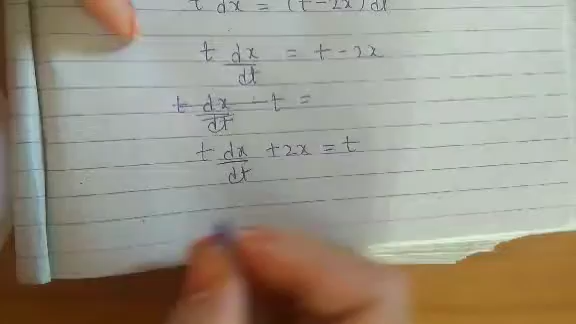 t dx = (t - 2x) dt
t dx/dt = t - 2x
t dx/dt - t =
t dx/dt + 2x = t